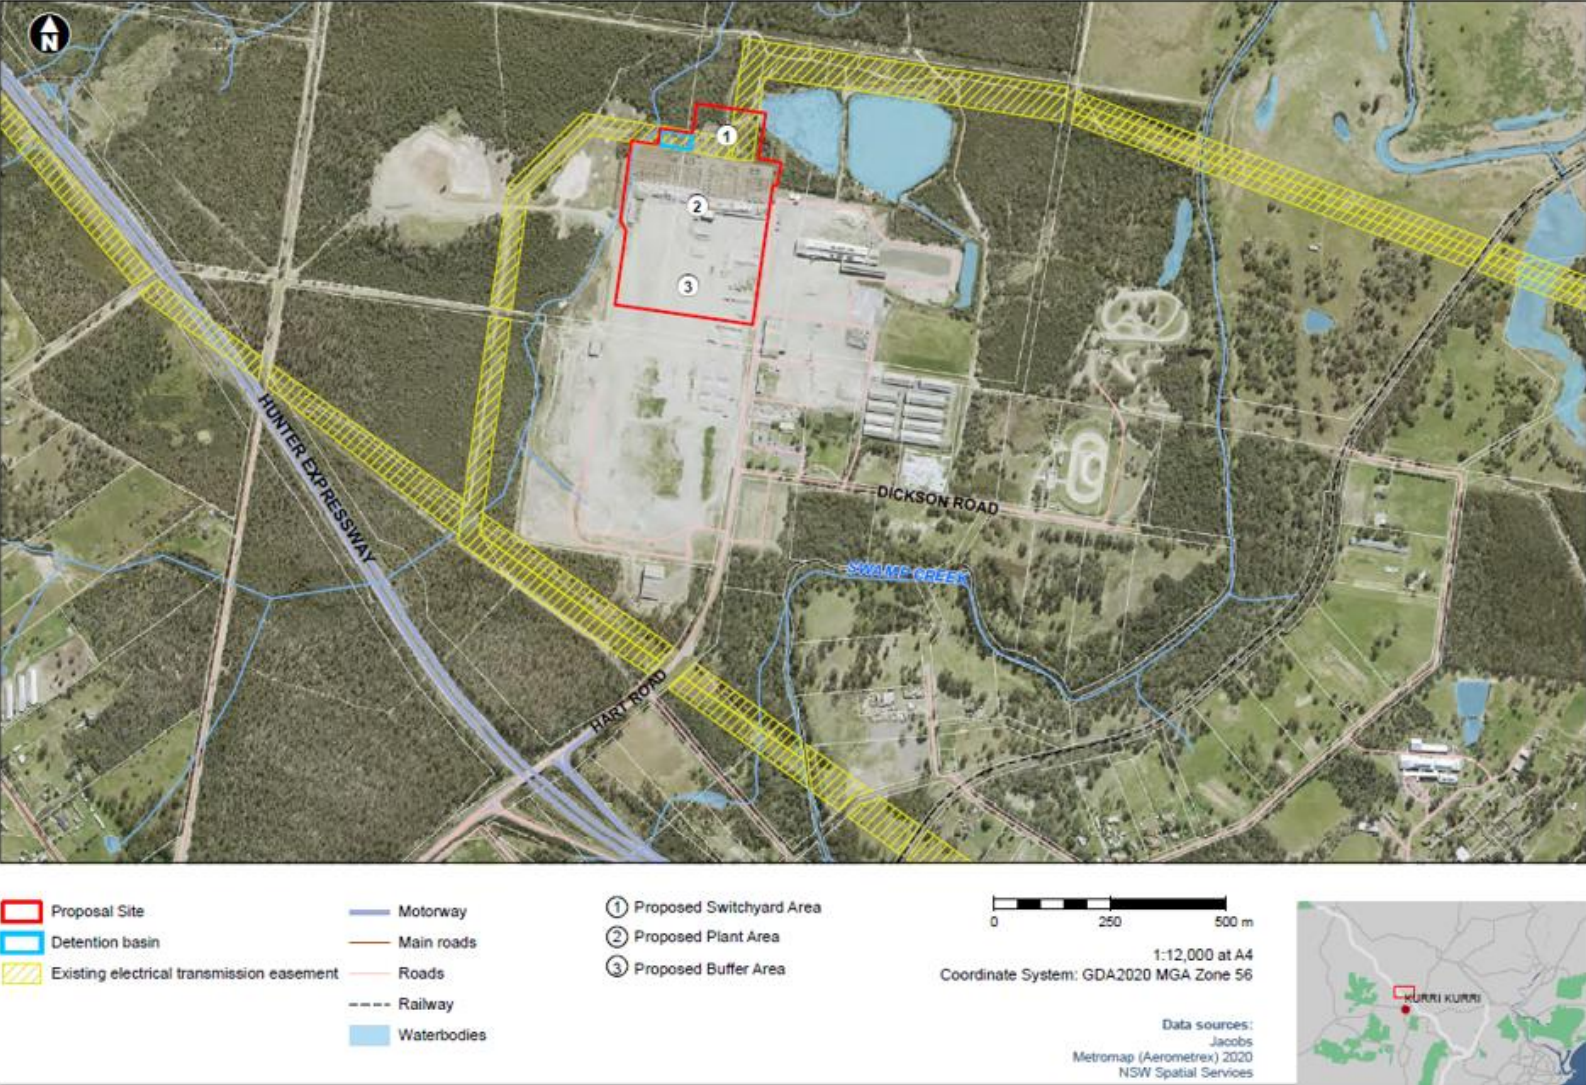 N
1
2
3
HUNTER EXPRESSWAY
DICKSON ROAD
SWAMP CREEK
HART ROAD
Proposal Site
Detention basin
Existing electrical transmission easement
Motorway
Main roads
Roads
Railway
Waterbodies
1 Proposed Switchyard Area
2 Proposed Plant Area
3 Proposed Buffer Area
0 250 500 m
1:12,000 at A4
Coordinate System: GDA2020 MGA Zone 56
Data sources:
Jacobs
Metromap (Aerometrex) 2020
NSW Spatial Services
KURRI KURRI